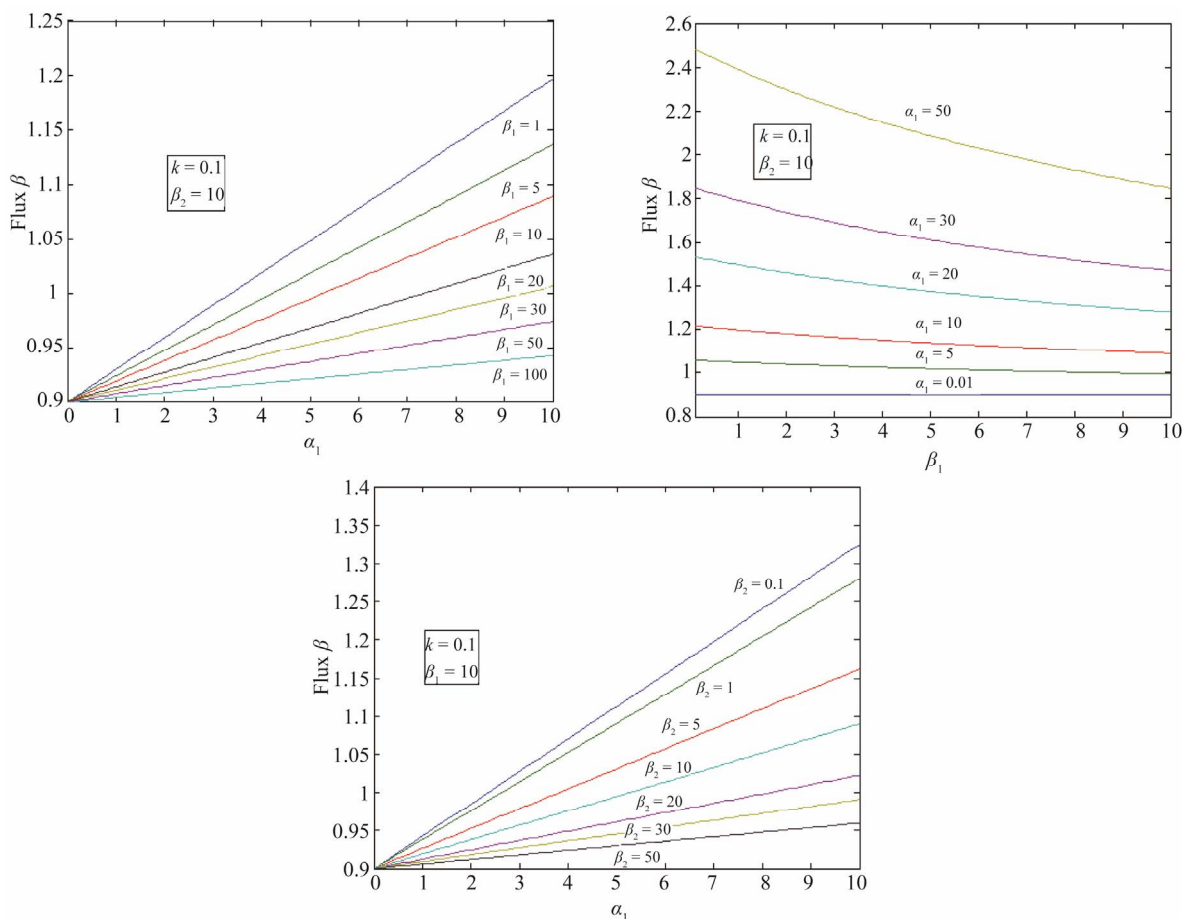 1.25
1.2
1.15
1.1
1.05
1
0.95
0.9
Flux β
k = 0.1
β₂ = 10
β₁ = 1
β₁ = 5
β₁ = 10
β₁ = 20
β₁ = 30
β₁ = 50
β₁ = 100
0 1 2 3 4 5 6 7 8 9 10
α₁
2.6
2.4
2.2
2
1.8
1.6
1.4
1.2
1
0.8
Flux β
k = 0.1
β₂ = 10
α₁ = 50
α₁ = 30
α₁ = 20
α₁ = 10
α₁ = 5
α₁ = 0.01
1 2 3 4 5 6 7 8 9 10
β₁
1.4
1.35
1.3
1.25
1.2
1.15
1.1
1.05
1
0.95
0.9
Flux β
k = 0.1
β₁ = 10
β₂ = 0.1
β₂ = 1
β₂ = 5
β₂ = 10
β₂ = 20
β₂ = 30
β₂ = 50
0 1 2 3 4 5 6 7 8 9 10
α₁